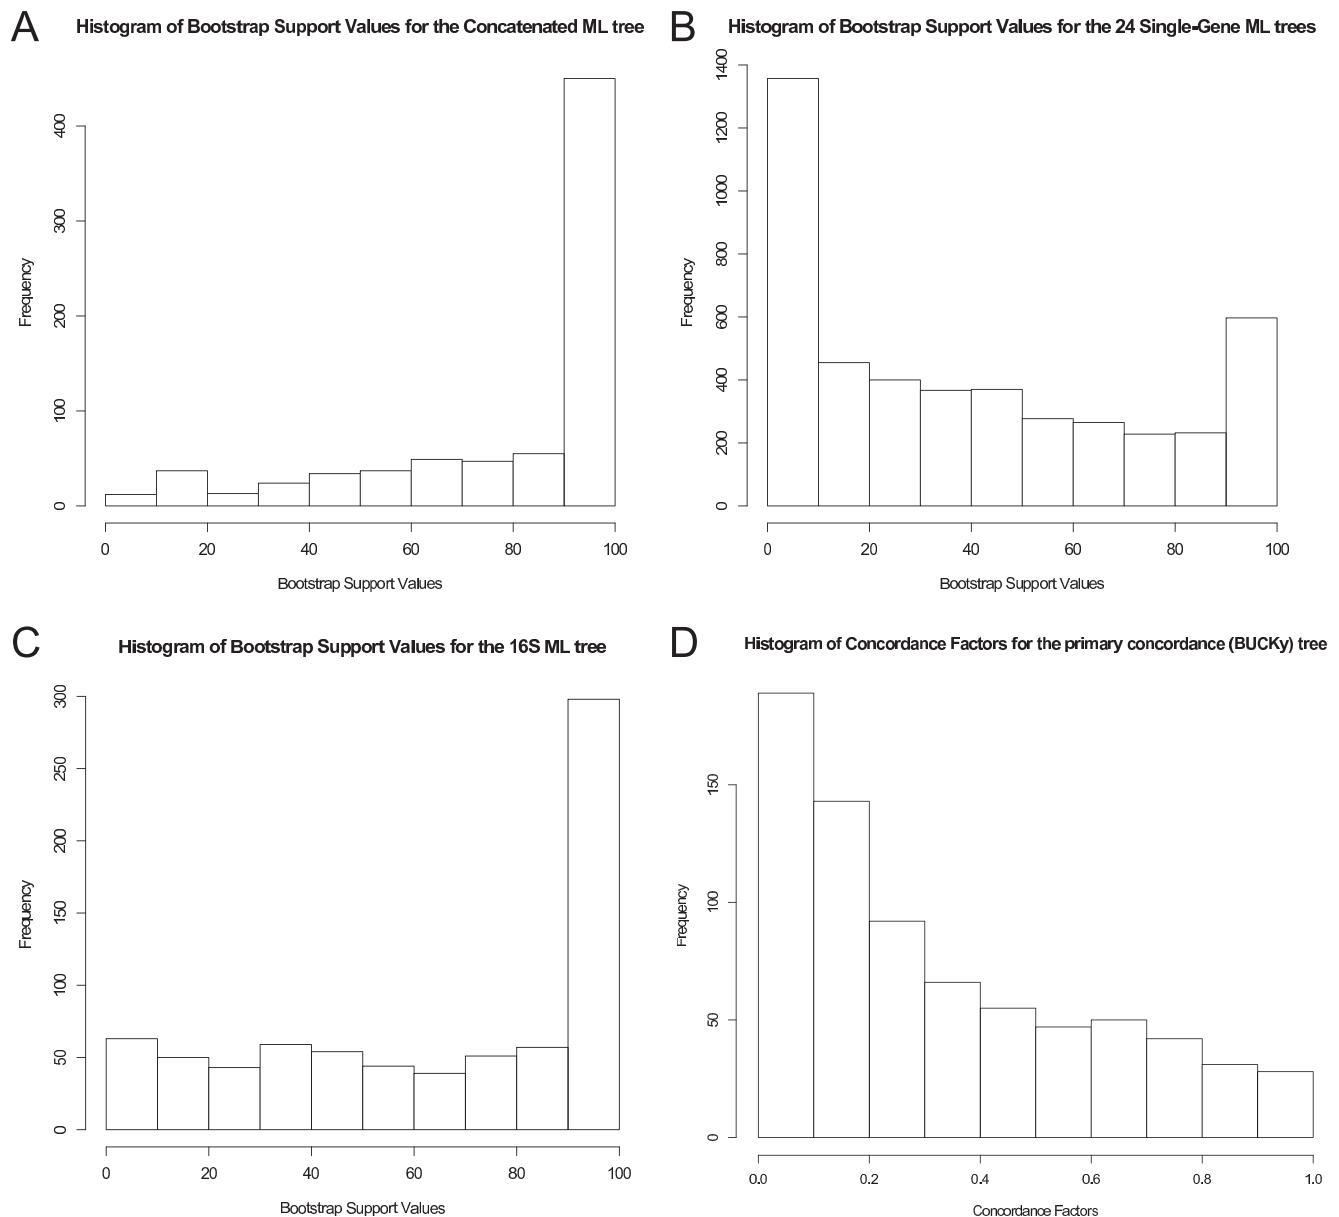 A
Histogram of Bootstrap Support Values for the Concatenated ML tree
Frequency
400
300
200
100
0
0 20 40 60 80 100
Bootstrap Support Values
B
Histogram of Bootstrap Support Values for the 24 Single-Gene ML trees
Frequency
1400
1200
1000
800
600
400
200
0
0 20 40 60 80 100
Bootstrap Support Values
C
Histogram of Bootstrap Support Values for the 16S ML tree
Frequency
300
250
200
150
100
50
0
0 20 40 60 80 100
Bootstrap Support Values
D
Histogram of Concordance Factors for the primary concordance (BUCKy) tree
Frequency
150
100
50
0
0.0 0.2 0.4 0.6 0.8 1.0
Concordance Factors